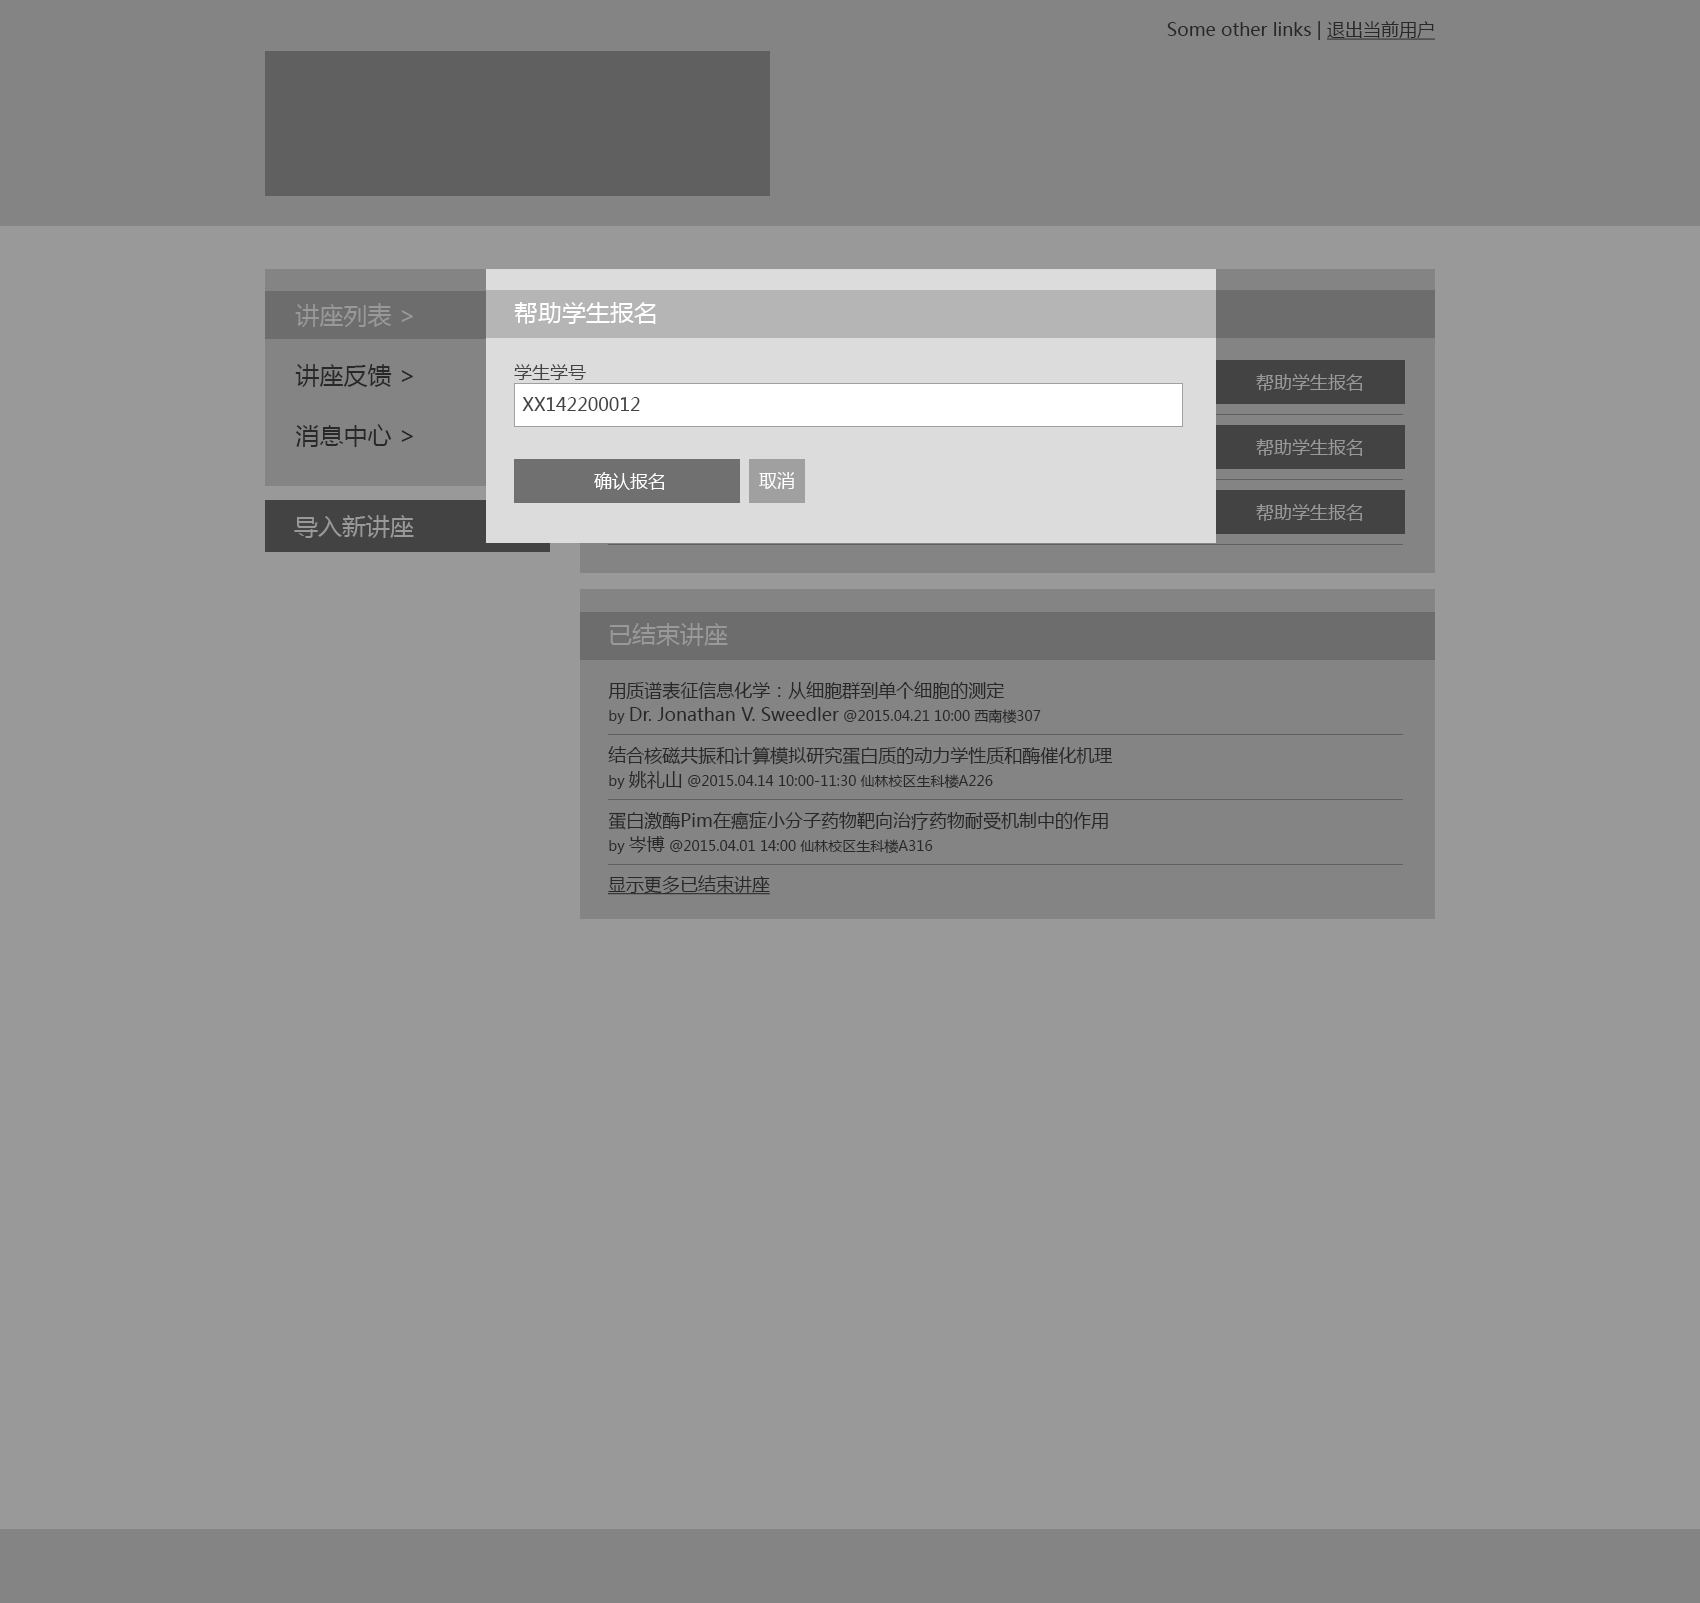 Some other links | 退出当前用户
讲座列表 >
讲座反馈 >
消息中心 >
导入新讲座
帮助学生报名
学生学号
XX142200012
确认报名 取消
帮助学生报名
帮助学生报名
帮助学生报名
已结束讲座
用质谱表征信息化学：从细胞群到单个细胞的测定
by Dr. Jonathan V. Sweedler @2015.04.21 10:00 西南楼307
结合核磁共振和计算模拟研究蛋白质的动力学性质和酶催化机理
by 姚礼山 @2015.04.14 10:00-11:30 仙林校区生科楼A226
蛋白激酶Pim在癌症小分子药物靶向治疗药物耐受机制中的作用
by 岑博 @2015.04.01 14:00 仙林校区生科楼A316
显示更多已结束讲座